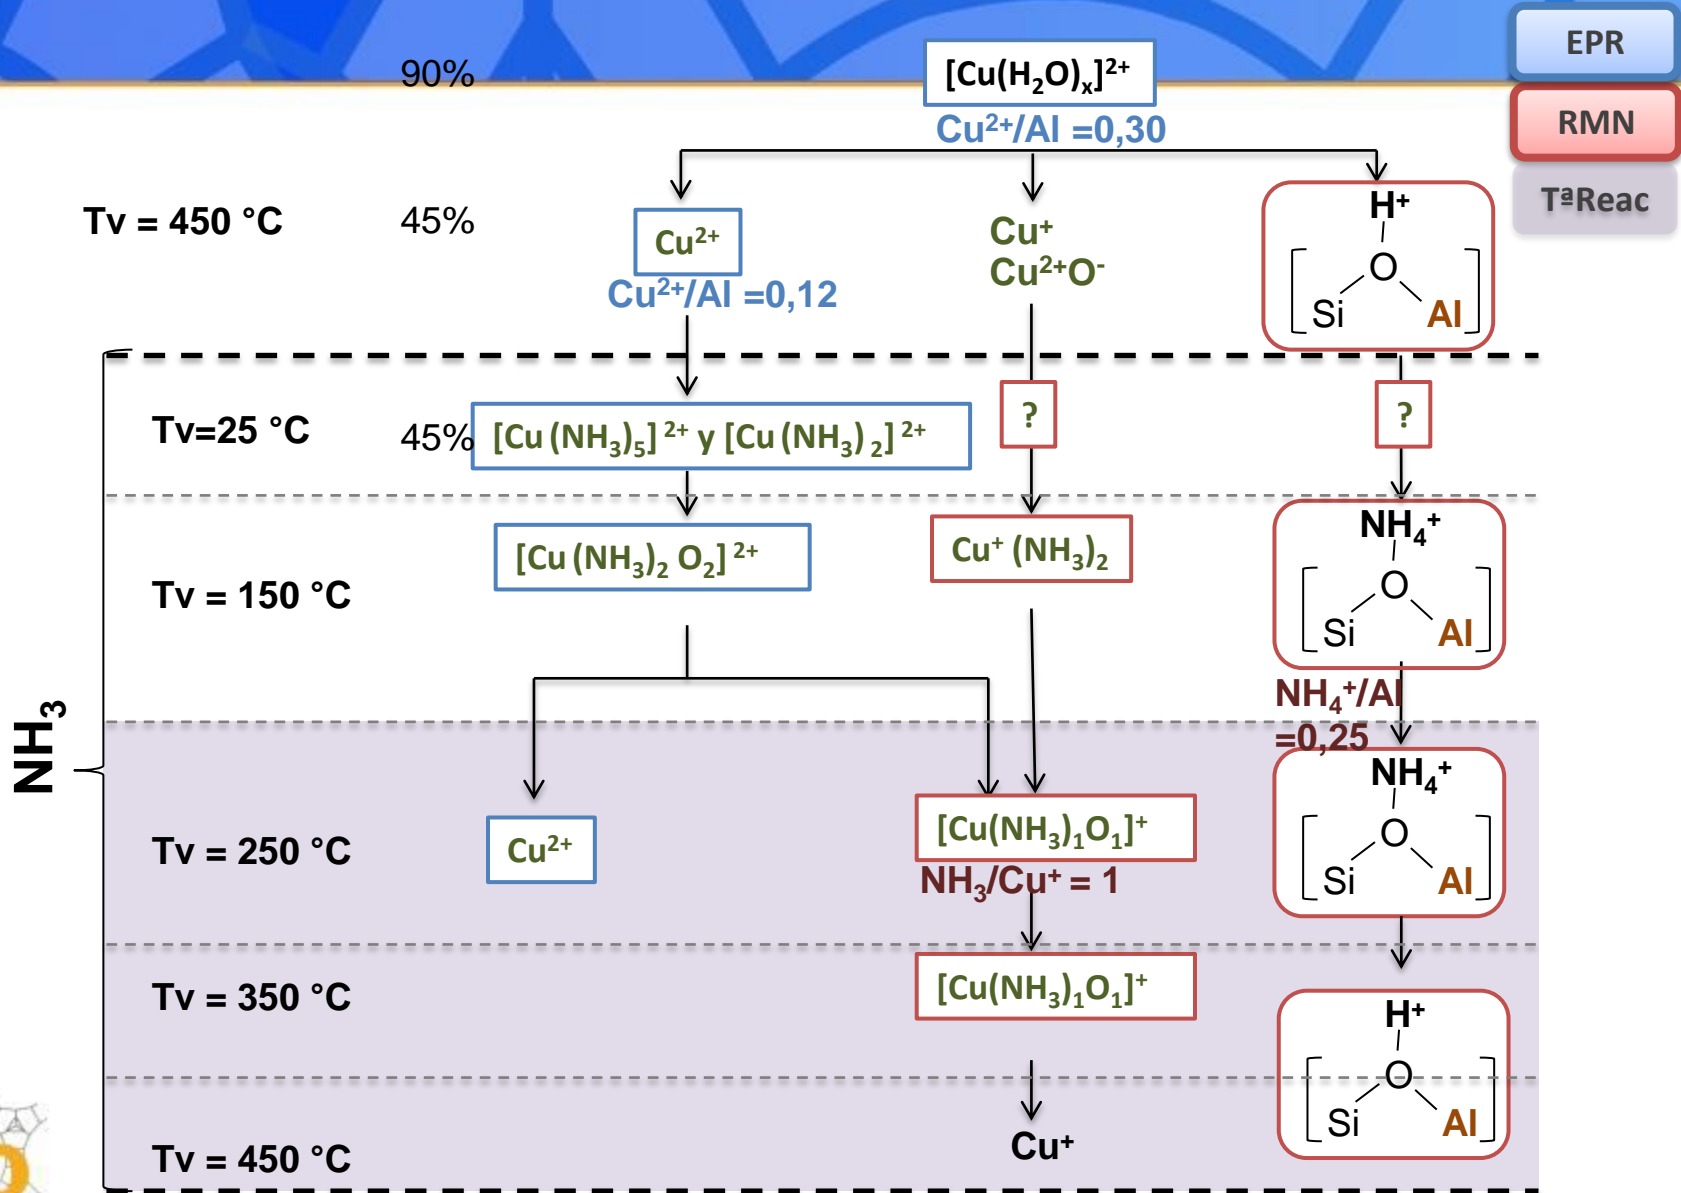 EPR
90%
[Cu(H₂O)ₓ]²⁺
Cu²⁺/Al =0,30
RMN
TªReac
Tv = 450 °C
45%
Cu²⁺
Cu²⁺/Al =0,12
Cu⁺
Cu²⁺O⁻
H⁺
O
Si
Al
Tv=25 °C
45%
[Cu (NH₃)₅] ²⁺ y [Cu (NH₃) ₂] ²⁺
?
?
Tv = 150 °C
[Cu (NH₃)₂ O₂] ²⁺
Cu⁺ (NH₃)₂
NH₄⁺
O
Si
Al
NH₄⁺/Al
=0,25
NH₃
Tv = 250 °C
Cu²⁺
[Cu(NH₃)₁O₁]⁺
NH₃/Cu⁺ = 1
NH₄⁺
O
Si
Al
Tv = 350 °C
[Cu(NH₃)₁O₁]⁺
H⁺
O
Si
Al
Tv = 450 °C
Cu⁺